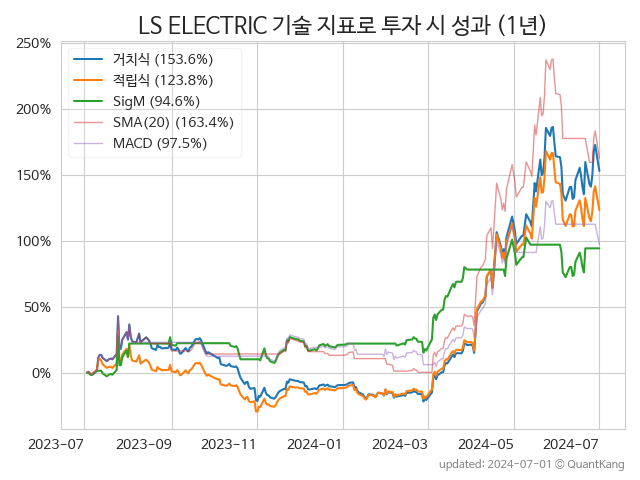 LS ELECTRIC 기술 지표로 투자 시 성과 (1년)
250%
200%
150%
100%
50%
0%
거치식 (153.6%)
적립식 (123.8%)
SigM (94.6%)
SMA(20) (163.4%)
MACD (97.5%)
2023-07 2023-09 2023-11 2024-01 2024-03 2024-05 2024-07
updated: 2024-07-01 © QuantKang